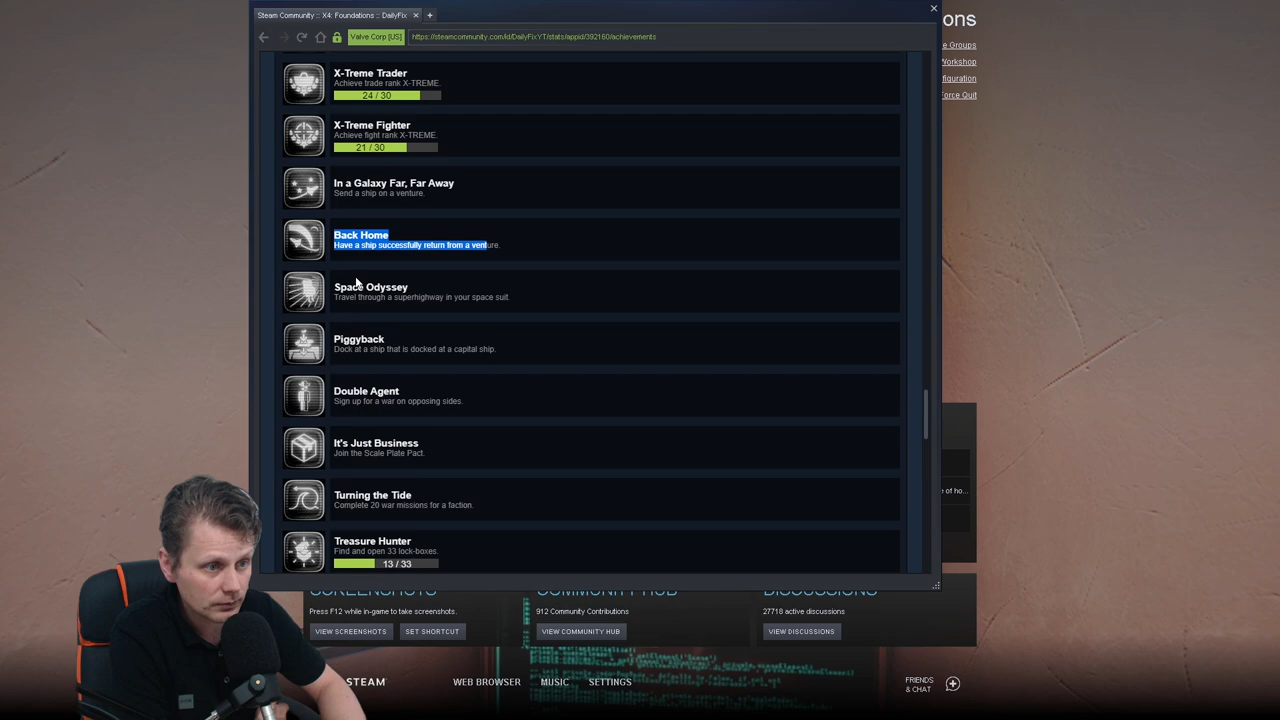 Steam Community :: X4: Foundations :: DailyFix
Valve Corp [US]
https://steamcommunity.com/id/DailyFixYT/stats/appid/392160/achievements
ons
e Groups
Workshop
figuration
Force Quit
X-Treme Trader
Achieve trade rank X-TREME.
24 / 30
X-Treme Fighter
Achieve fight rank X-TREME.
21 / 30
In a Galaxy Far, Far Away
Send a ship on a venture.
Back Home
Have a ship successfully return from a venture.
Space Odyssey
Travel through a superhighway in your space suit.
Piggyback
Dock at a ship that is docked at a capital ship.
Double Agent
Sign up for a war on opposing sides.
It's Just Business
Join the Scale Plate Pact.
e of ho...
Turning the Tide
Complete 20 war missions for a faction.
Treasure Hunter
Find and open 33 lock-boxes.
13 / 33
SCREENSHOTS
COMMUNITY HUB
DISCUSSIONS
Press F12 while in-game to take screenshots.
912 Community Contributions
27718 active discussions
VIEW SCREENSHOTS
SET SHORTCUT
VIEW COMMUNITY HUB
VIEW DISCUSSIONS
STEAM
WEB BROWSER
MUSIC
SETTINGS
FRIENDS
& CHAT